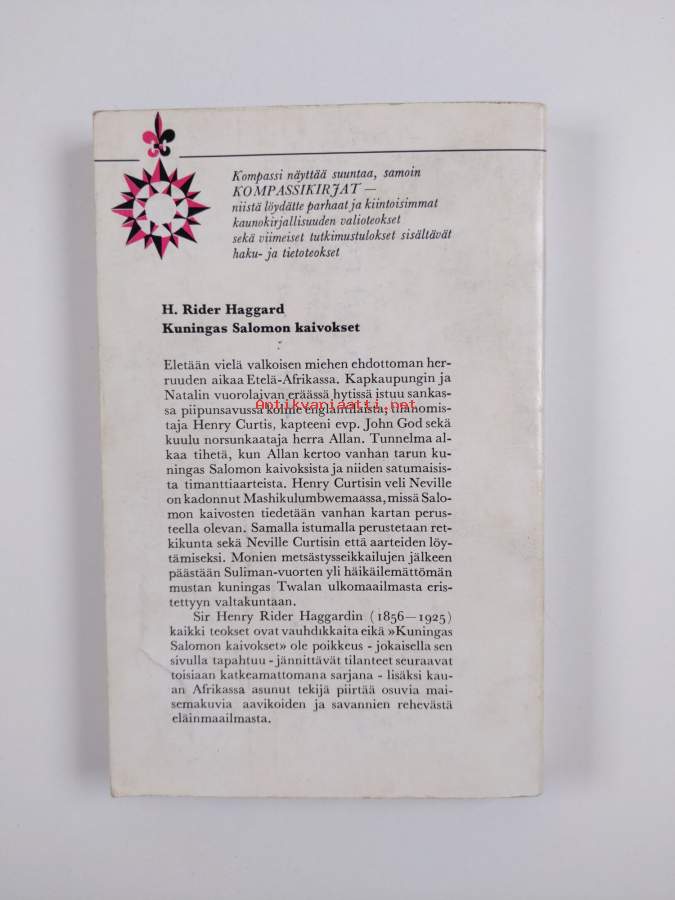 Kompassi näyttää suuntaa, samoin
KOMPASSIKIRJAT —
niistä löydätte parhaat ja kiintoisimmat
kaunokirjallisuuden valioteokset
sekä viimeiset tutkimustulokset sisältävät
haku- ja tietoteokset
H. Rider Haggard
Kuningas Salomon kaivokset
Eletään vielä valkoisen miehen ehdottoman her-
ruuden aikaa Etelä-Afrikassa. Kapkaupungin ja
Natalin vuorolaivan eräässä hytissä istuu sankas-
sa piipunsavussa kolme englantilaista, tilanomis-
Antikvariaatti.net
taja Henry Curtis, kapteeni evp. John God sekä
kuulu norsunkaataja herra Allan. Tunnelma al-
kaa tihetä, kun Allan kertoo vanhan tarun ku-
ningas Salomon kaivoksista ja niiden satumaisis-
ta timanttiaarteista. Henry Curtisin veli Neville
on kadonnut Mashikulumbwemaassa, missä Salo-
mon kaivosten tiedetään vanhan kartan perus-
teella olevan. Samalla istumalla perustetaan ret-
kikunta sekä Neville Curtisin että aarteiden löy-
tämiseksi. Monien metsästysseikkailujen jälkeen
päästään Suliman-vuorten yli häikäilemättömän
mustan kuningas Twalan ulkomaailmasta eris-
tettyyn valtakuntaan.
Sir Henry Rider Haggardin (1856—1925)
kaikki teokset ovat vauhdikkaita eikä »Kuningas
Salomon kaivokset» ole poikkeus - jokaisella sen
sivulla tapahtuu - jännittävät tilanteet seuraavat
toisiaan katkeamattomana sarjana - lisäksi kau-
an Afrikassa asunut tekijä piirtää osuvia mai-
semakuvia aavikoiden ja savannien rehevästä
eläinmaailmasta.